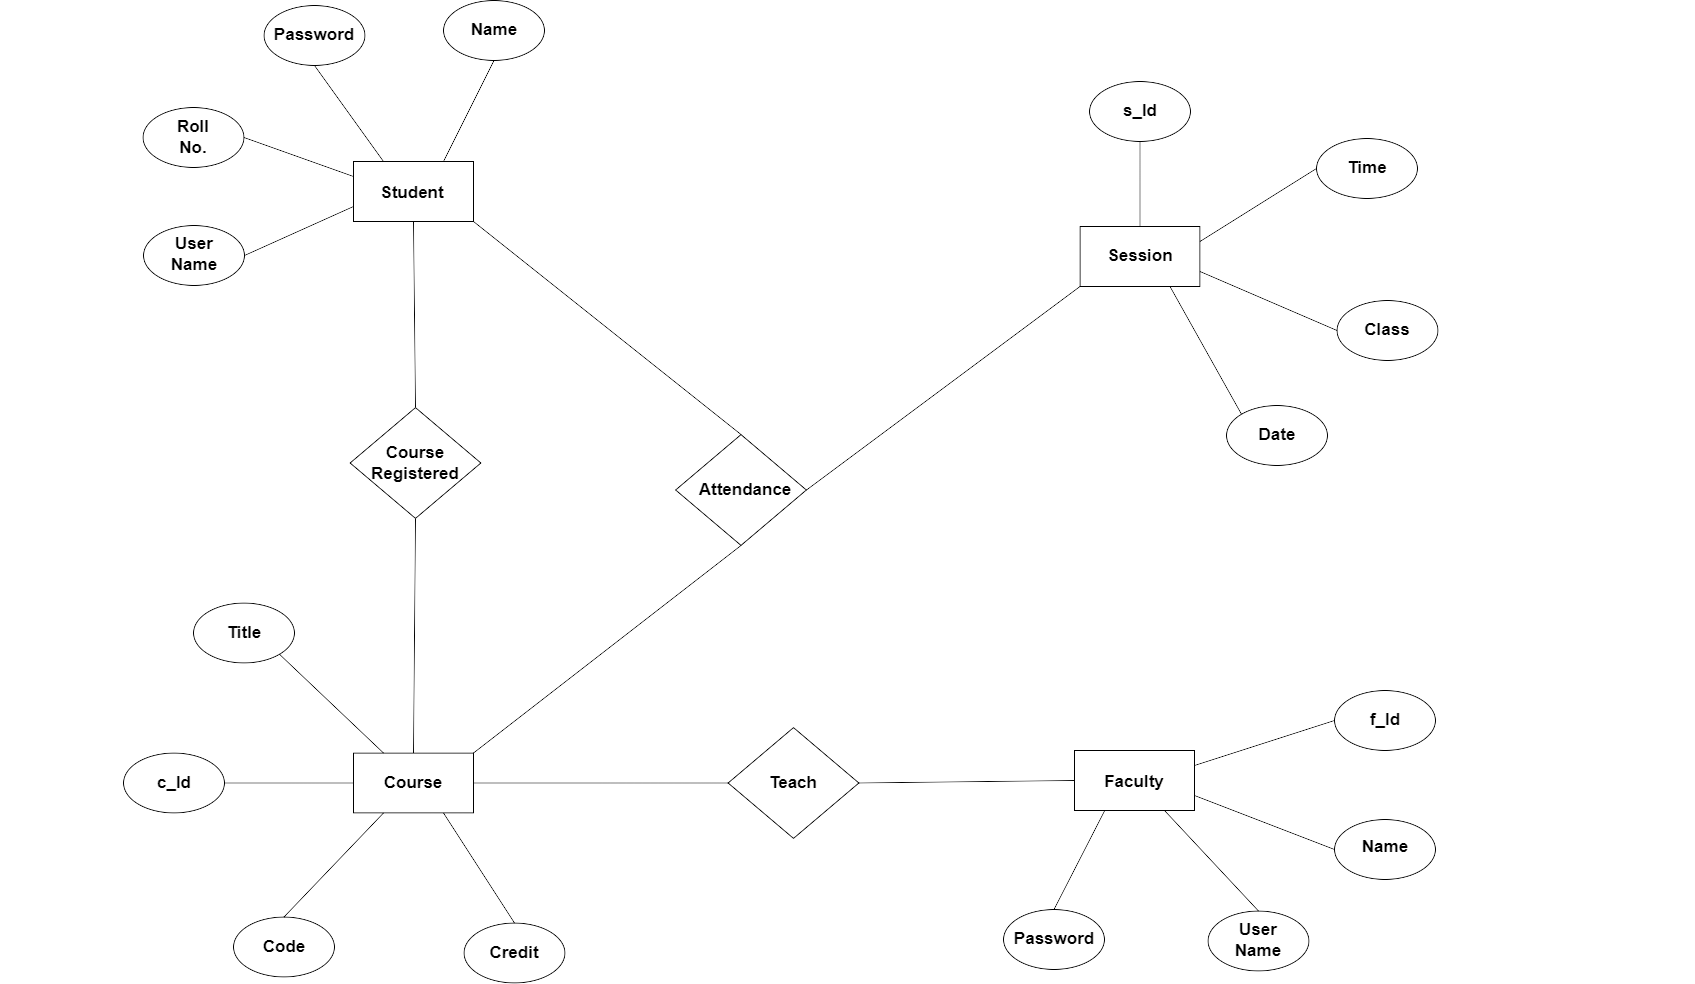 Password
Name
Roll
No.
Student
User
Name
s_Id
Time
Session
Class
Date
Course
Registered
Attendance
Title
c_Id
Course
Teach
Faculty
f_Id
Name
Code
Credit
Password
User
Name